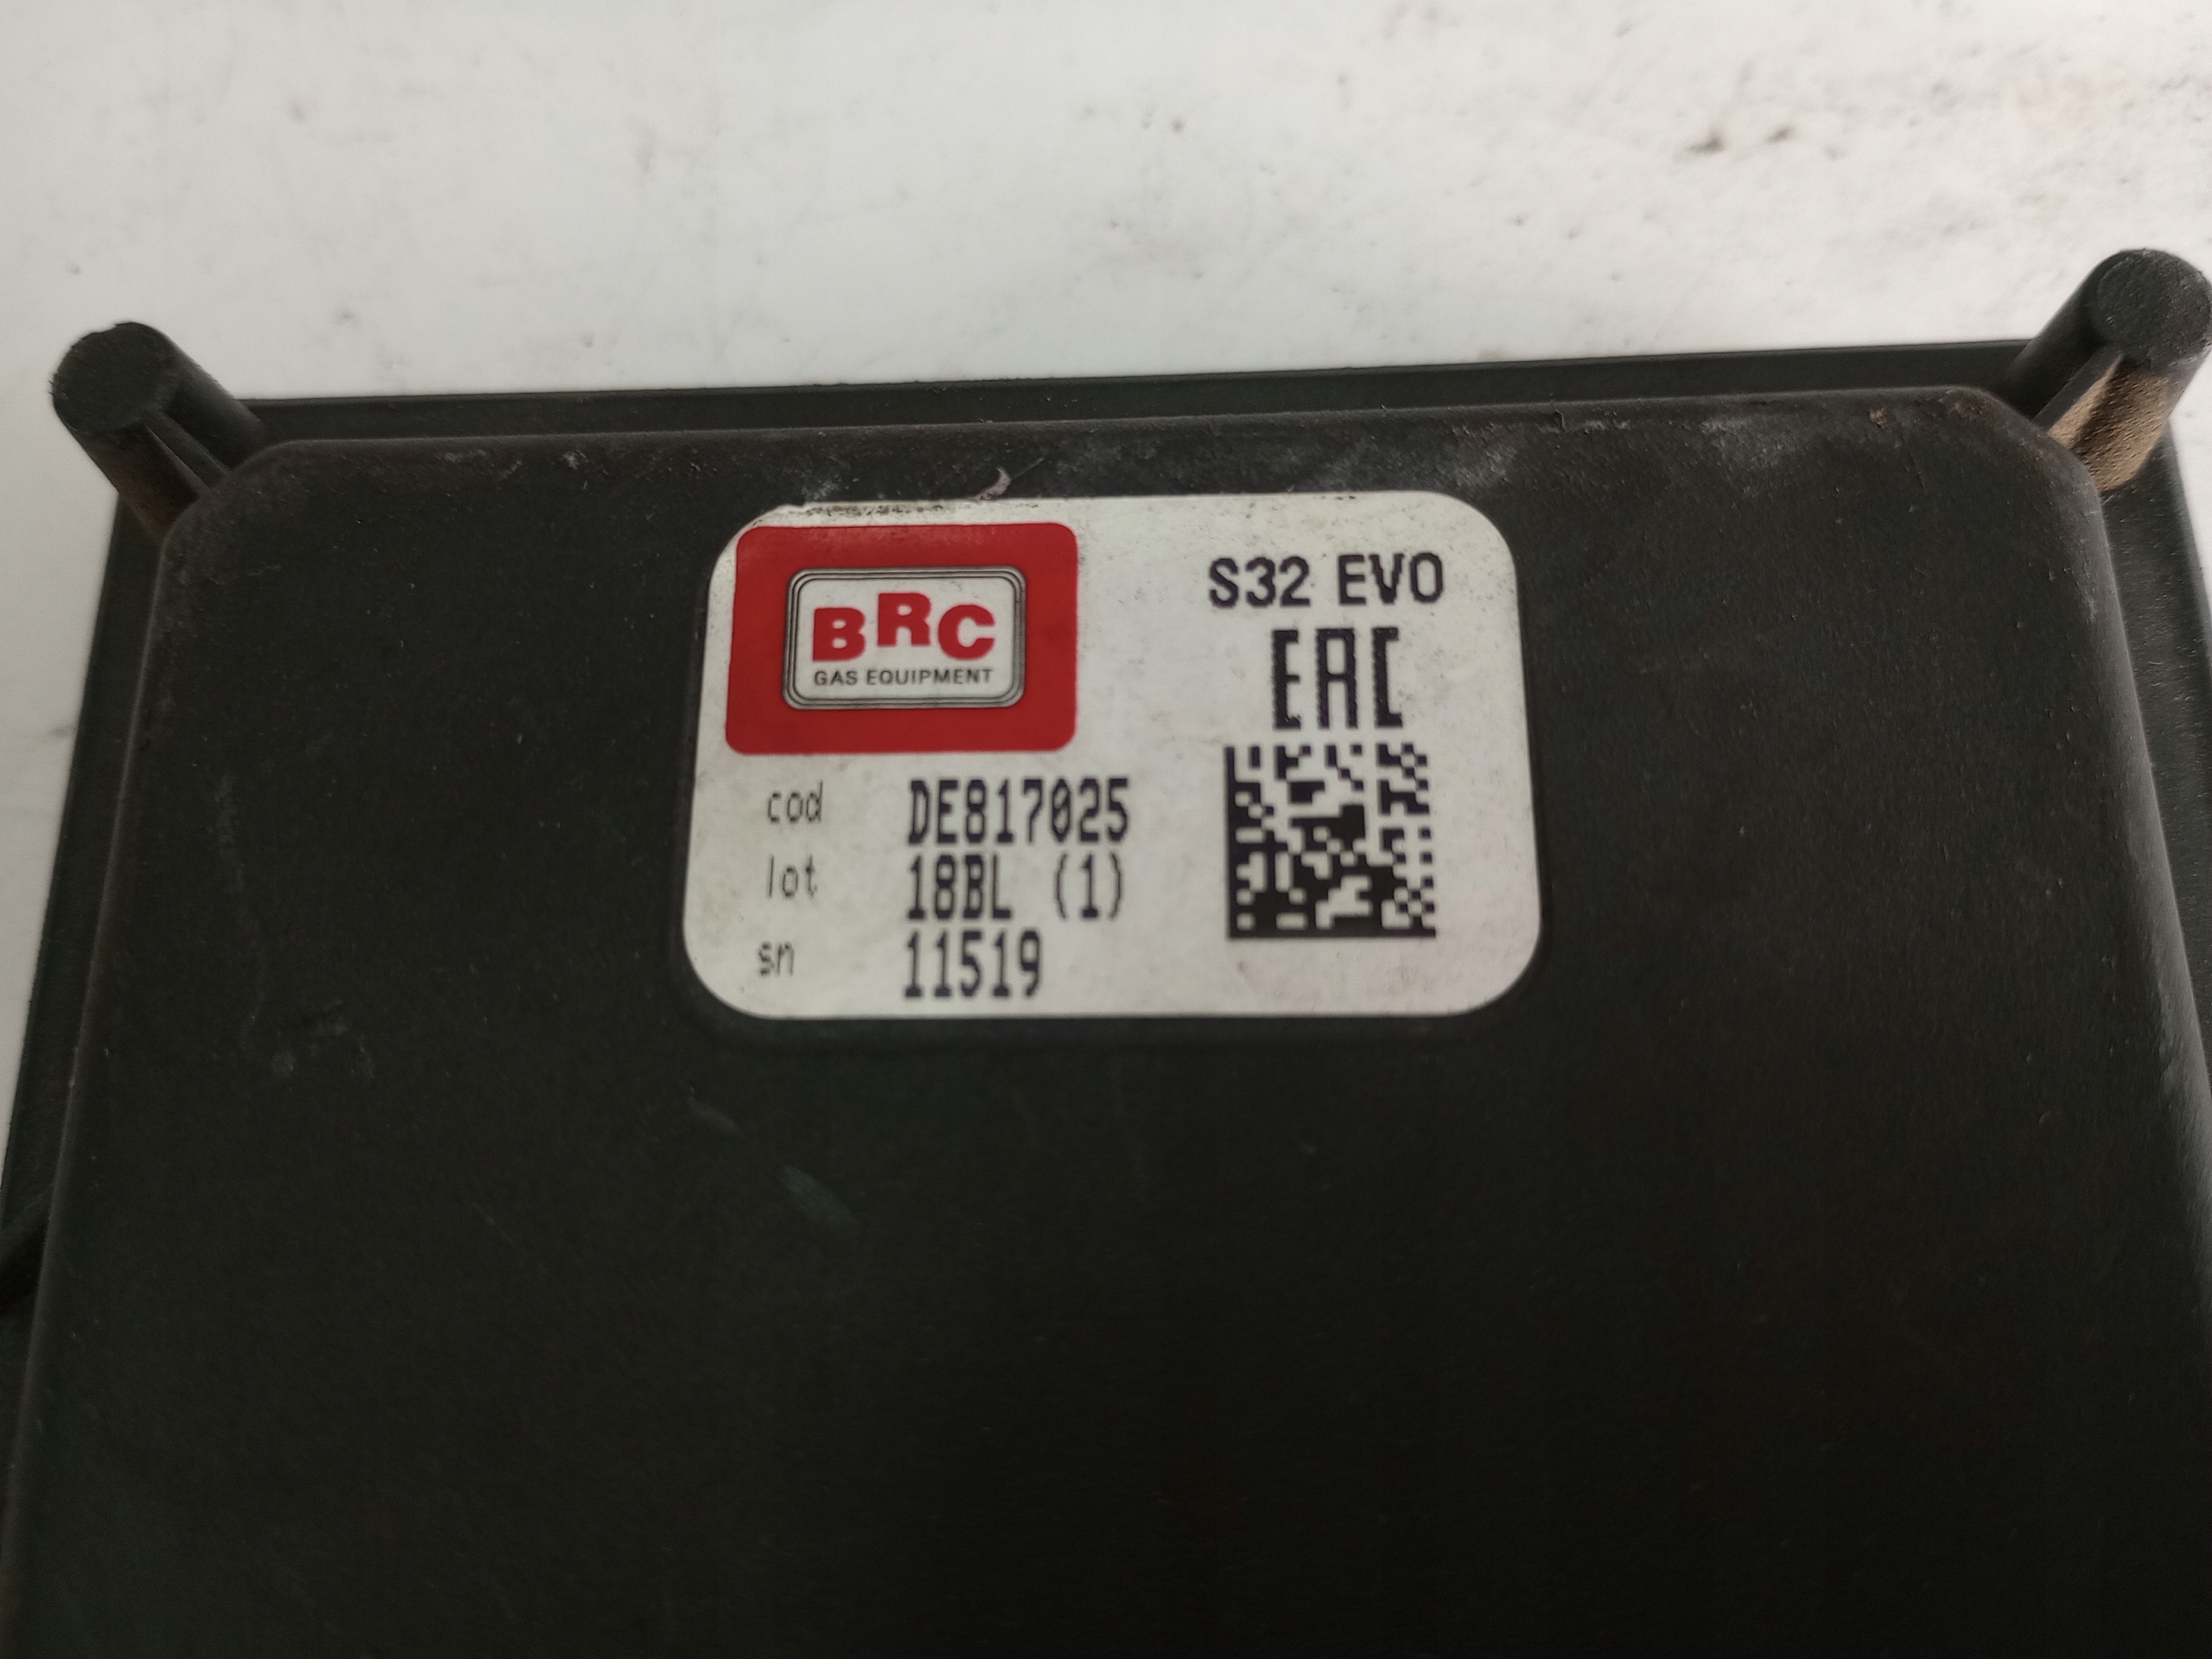 BRC
GAS EQUIPMENT
S32 EVO
EAC
cod DE817025
lot 18BL (1)
sn 11519